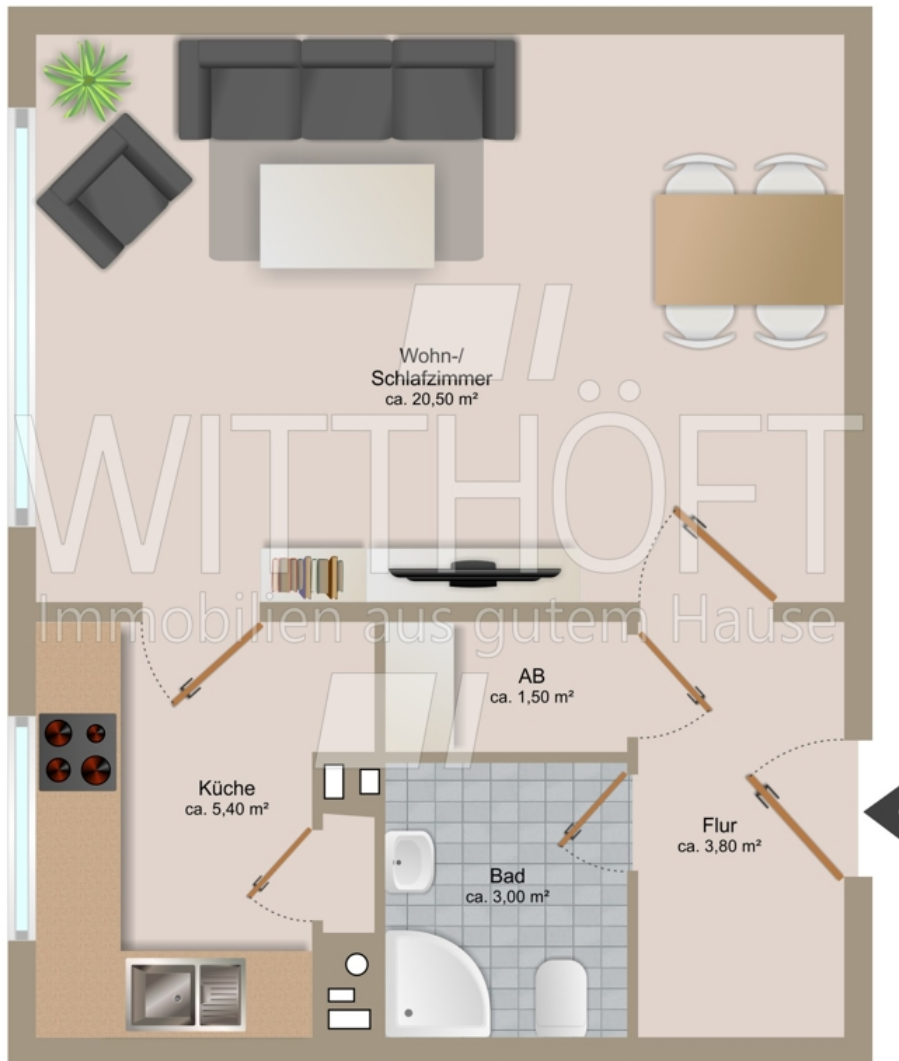 Wohn-/
Schlafzimmer
ca. 20,50 m²
WITTHÖFT
Immobilien aus gutem Hause
AB
ca. 1,50 m²
Küche
ca. 5,40 m²
Flur
ca. 3,80 m²
Bad
ca. 3,00 m²